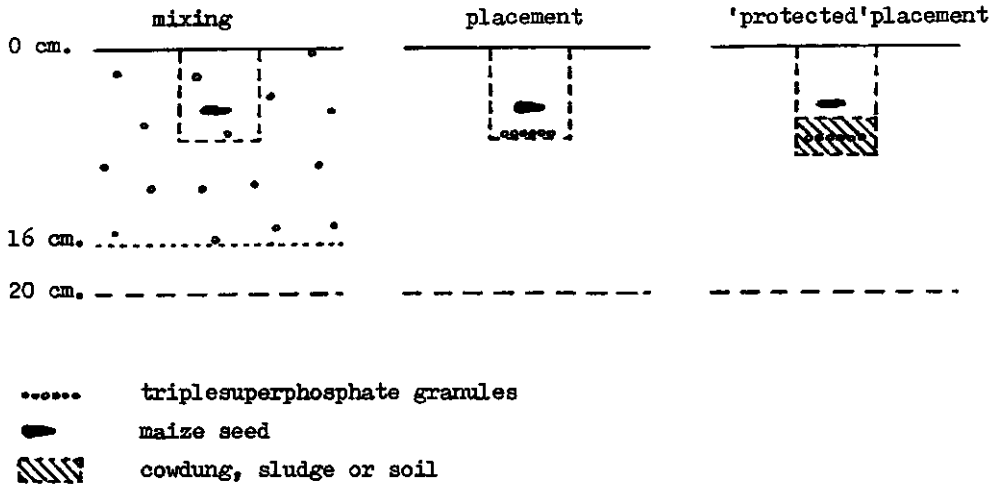 mixing placement 'protected'placement
0 cm.
16 cm.
20 cm.
triplesuperphosphate granules
maize seed
cowdung, sludge or soil